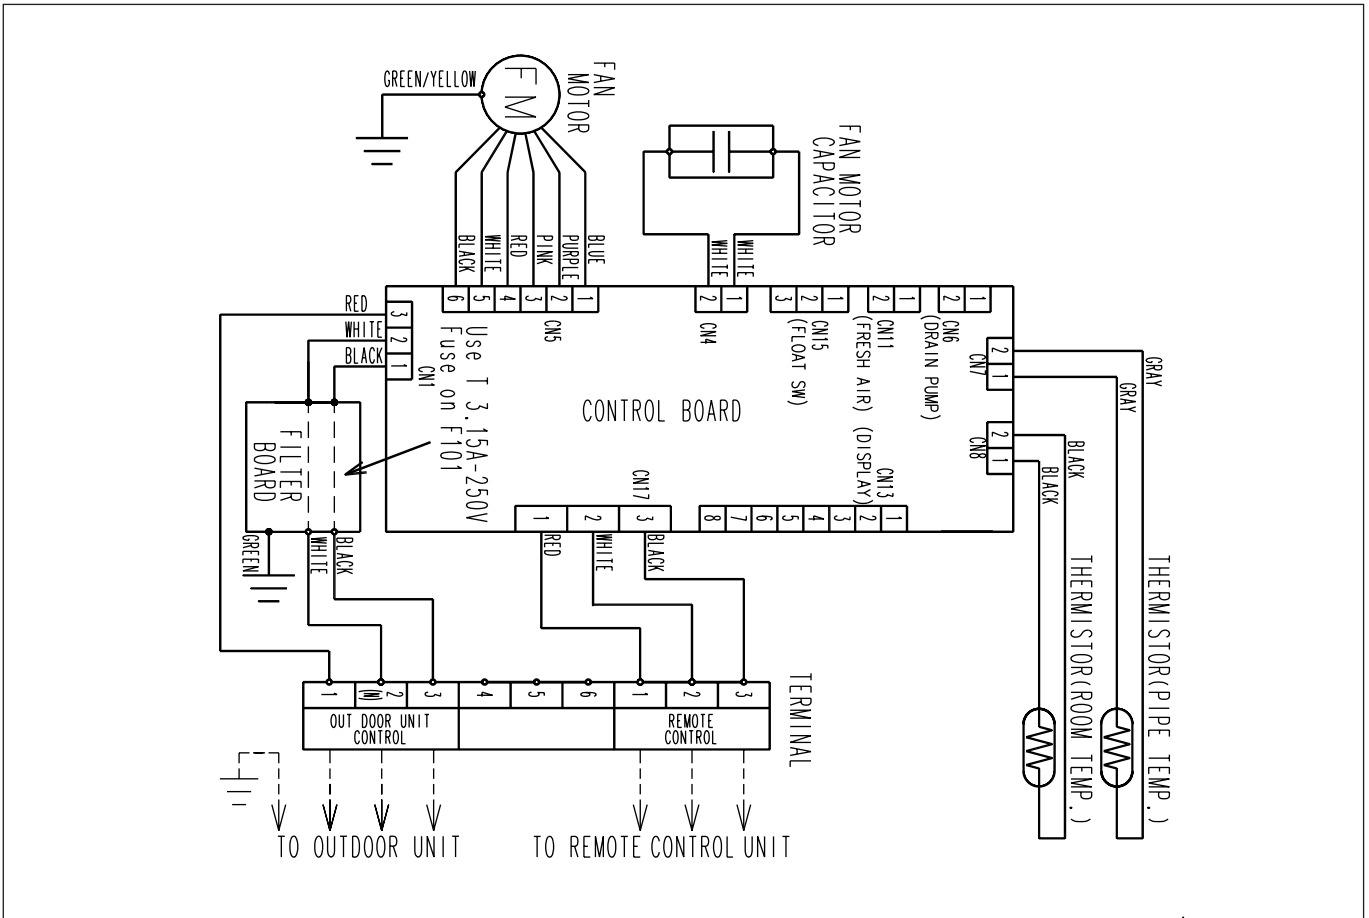 GREEN/YELLOW
FM
FAN
MOTOR
FAN MOTOR
CAPACITOR
BLACK
WHITE
RED
PINK
PURPLE
BLUE
WHITE
WHITE
6 5 4 3 2 1
CN5
2 1
CN4
3 2 1
CN15
(FLOAT SW)
2 1
CN11
(FRESH AIR)
2 1
CN6
(DRAIN PUMP)
RED
WHITE
BLACK
3
2
1
CN1
Use T 3.15A-250V
Fuse on F101
CONTROL BOARD
2
1
CN7
GRAY
GRAY
2
1
CN8
BLACK
BLACK
FILTER
BOARD
CN17
1 2 3
CN13
(DISPLAY)
8 7 6 5 4 3 2 1
GREEN
WHITE
BLACK
RED
WHITE
BLACK
THERMISTOR(ROOM TEMP.)
THERMISTOR(PIPE TEMP.)
1 (N) 2 3 4 5 6 1 2 3
TERMINAL
OUT DOOR UNIT
CONTROL
REMOTE
CONTROL
TO OUTDOOR UNIT
TO REMOTE CONTROL UNIT